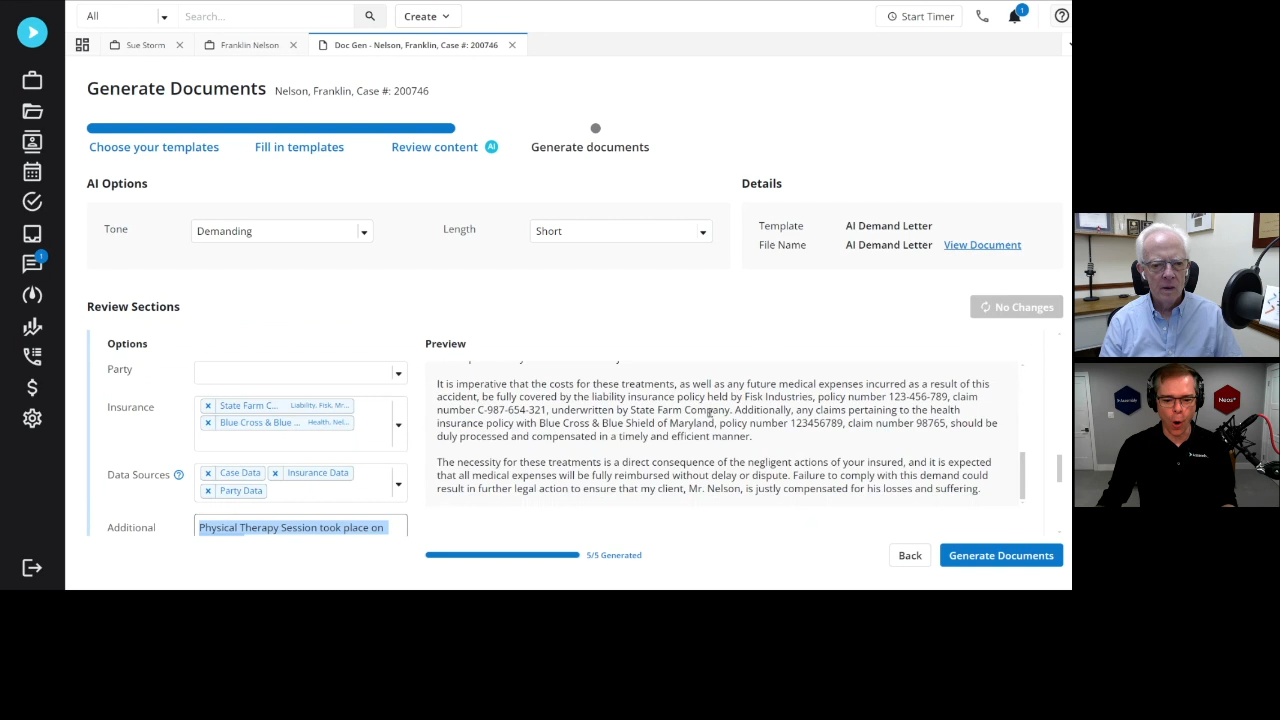 All
Search...
Create
Start Timer
1
Sue Storm
Franklin Nelson
Doc Gen - Nelson, Franklin, Case #: 200746
Generate Documents
Nelson, Franklin, Case #: 200746
Choose your templates
Fill in templates
Review content
AI
Generate documents
AI Options
Tone
Demanding
Length
Short
Details
Template
AI Demand Letter
File Name
AI Demand Letter
View Document
Review Sections
No Changes
Options
Party
Insurance
State Farm C...
Liability, Fisk, Mr...
Blue Cross & Blue ...
Health, Nel...
Data Sources
Case Data
Insurance Data
Party Data
Additional
Physical Therapy Session took place on
Preview
It is imperative that the costs for these treatments, as well as any future medical expenses incurred as a result of this
accident, be fully covered by the liability insurance policy held by Fisk Industries, policy number 123-456-789, claim
number C-987-654-321, underwritten by State Farm Company. Additionally, any claims pertaining to the health
insurance policy with Blue Cross & Blue Shield of Maryland, policy number 123456789, claim number 98765, should be
duly processed and compensated in a timely and efficient manner.
The necessity for these treatments is a direct consequence of the negligent actions of your insured, and it is expected
that all medical expenses will be fully reimbursed without delay or dispute. Failure to comply with this demand could
result in further legal action to ensure that my client, Mr. Nelson, is justly compensated for his losses and suffering.
5/5 Generated
Back
Generate Documents
1
Neos